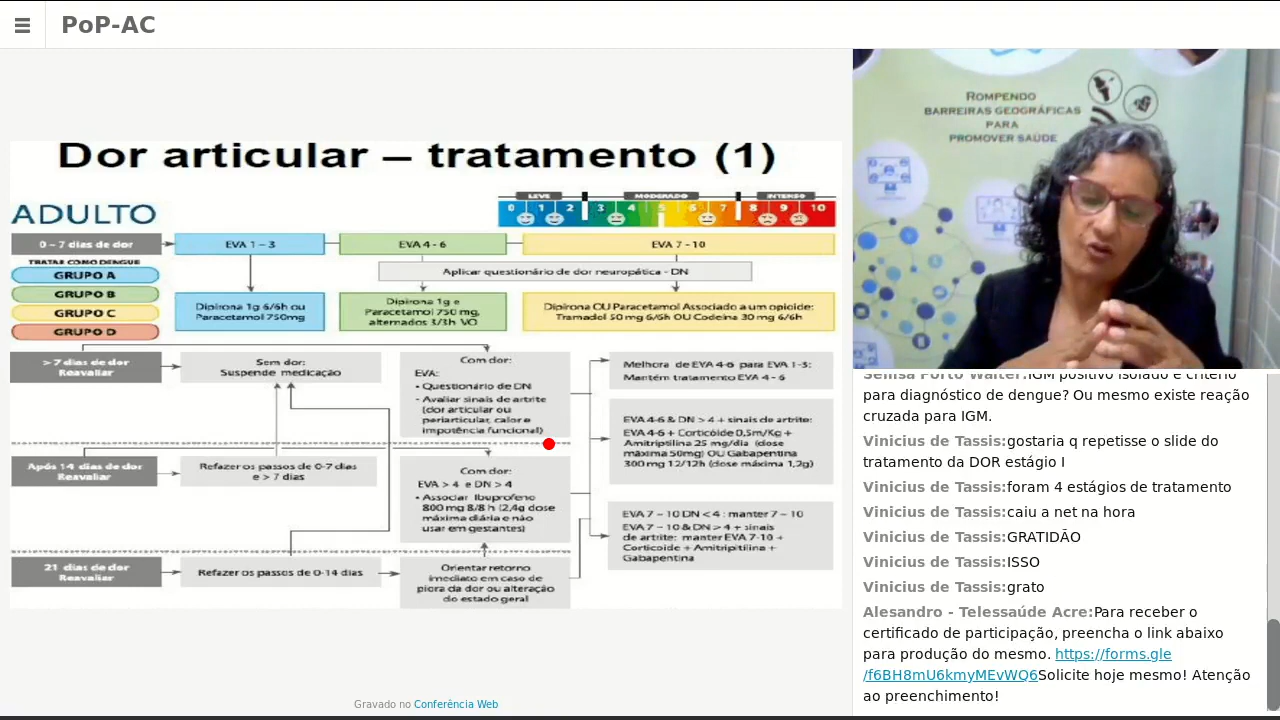 PoP-AC
Dor articular – tratamento (1)
ADULTO
LEVE MODERADO INTENSO
0 1 2 3 4 5 6 7 8 9 10
0 – 7 dias de dor
EVA 1 – 3
EVA 4 - 6
EVA 7 - 10
TRATAR COMO DENGUE
GRUPO A
GRUPO B
GRUPO C
GRUPO D
Aplicar questionário de dor neuropática - DN
Dipirona 1g 6/6h ou
Paracetamol 750mg
Dipirona 1g e
Paracetamol 750 mg,
alternados 3/3h VO
Dipirona OU Paracetamol Associado a um opioide:
Tramadol 50 mg 6/6h OU Codeína 30 mg 6/6h
> 7 dias de dor
Reavaliar
Sem dor:
Suspende medicação
Com dor:
EVA:
• Questionário de DN
• Avaliar sinais de artrite
(dor articular ou
periarticular, calor e
impotência funcional)
Melhora de EVA 4-6 para EVA 1-3:
Mantém tratamento EVA 4 - 6
EVA 4-6 & DN > 4 + sinais de artrite:
EVA 4-6 + Corticóide 0,5m/Kg +
Amitriptilina 25 mg/dia (dose
máxima 50mg) OU Gabapentina
300 mg 12/12h (dose máxima 1,2g)
Após 14 dias de dor
Reavaliar
Refazer os passos de 0-7 dias
e > 7 dias
Com dor:
EVA > 4 e DN > 4
• Associar Ibuprofeno
800 mg 8/8 h (2,4g dose
máxima diária e não
usar em gestantes)
EVA 7 – 10 DN < 4 : manter 7 – 10
EVA 7 – 10 & DN > 4 + sinais
de artrite: manter EVA 7-10 +
Corticoide + Amitripitilina +
Gabapentina
21 dias de dor
Reavaliar
Refazer os passos de 0-14 dias
Orientar retorno
imediato em caso de
piora da dor ou alteração
do estado geral
Gravado no Conferência Web
ROMPENDO
BARREIRAS GEOGRÁFICAS
PARA
PROMOVER SAÚDE
Semisa Porto Walter:IGM positivo isolado é critério
para diagnóstico de dengue? Ou mesmo existe reação
cruzada para IGM.
Vinicius de Tassis:gostaria q repetisse o slide do
tratamento da DOR estágio I
Vinicius de Tassis:foram 4 estágios de tratamento
Vinicius de Tassis:caiu a net na hora
Vinicius de Tassis:GRATIDÃO
Vinicius de Tassis:ISSO
Vinicius de Tassis:grato
Alesandro - Telessaúde Acre:Para receber o
certificado de participação, preencha o link abaixo
para produção do mesmo. https://forms.gle
/f6BH8mU6kmyMEvWQ6Solicite hoje mesmo! Atenção
ao preenchimento!